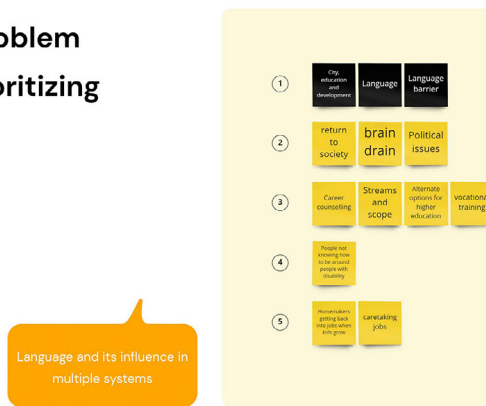 oblem
oritizing
1
City,
education
and
development
Language
Language
barrier
2
return
to
society
brain
drain
Political
issues
3
Career
counselling
Streams
and
scope
Alternate
options for
higher
education
vocationa
training
4
People not
knowing how
to be around
people with
disability
5
Homemakers
getting back
into jobs when
kids grow
caretaking
jobs
Language and its influence in
multiple systems